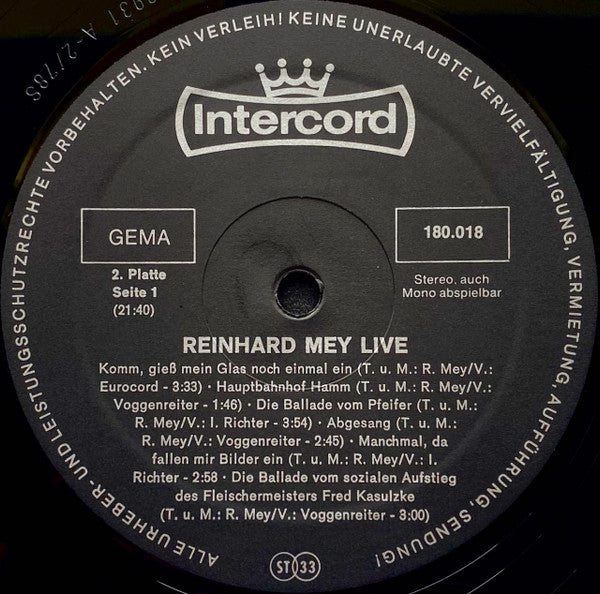 ALLE URHEBER- UND LEISTUNGSSCHUTZRECHTE VORBEHALTEN. KEIN VERLEIH! KEINE UNERLAUBTE VERVIELFÄLTIGUNG, VERMIETUNG, AUFFÜHRUNG, SENDUNG!
Intercord
GEMA
2. Platte
Seite 1
(21:40)
180.018
Stereo, auch
Mono abspielbar
REINHARD MEY LIVE
Komm, gieß mein Glas noch einmal ein (T. u. M.: R. Mey/V.:
Eurocord - 3:33) · Hauptbahnhof Hamm (T. u. M.: R. Mey/V.:
Voggenreiter - 1:46) · Die Ballade vom Pfeifer (T. u. M.:
R. Mey/V.: I. Richter - 3:54) · Abgesang (T. u. M.:
R. Mey/V.: Voggenreiter - 2:45) · Manchmal, da
fallen mir Bilder ein (T. u. M.: R. Mey/V.: I.
Richter - 2:58 · Die Ballade vom sozialen Aufstieg
des Fleischermeisters Fred Kasulzke
(T. u. M.: R. Mey/V.: Voggenreiter - 3:00)
ST 33